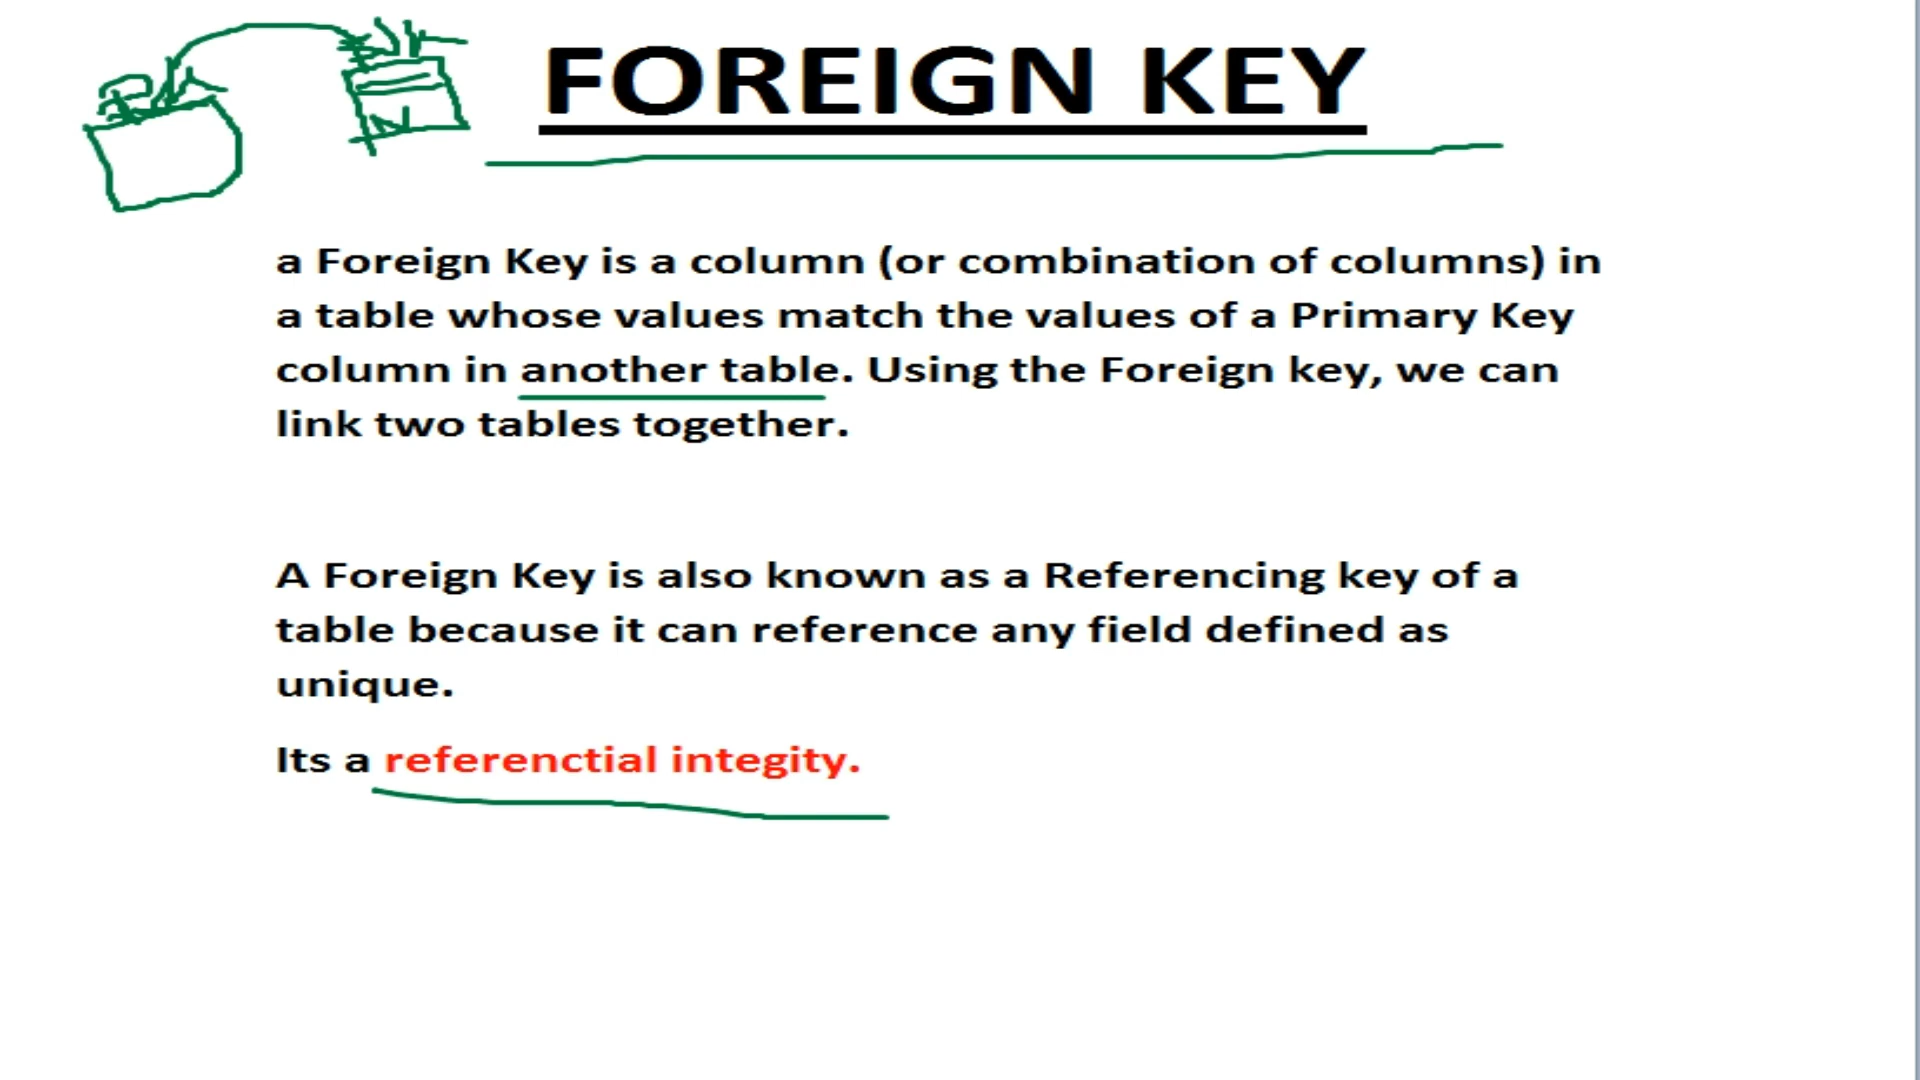 FOREIGN KEY
a Foreign Key is a column (or combination of columns) in
a table whose values match the values of a Primary Key
column in another table. Using the Foreign key, we can
link two tables together.
A Foreign Key is also known as a Referencing key of a
table because it can reference any field defined as
unique.
Its a referenctial integity.